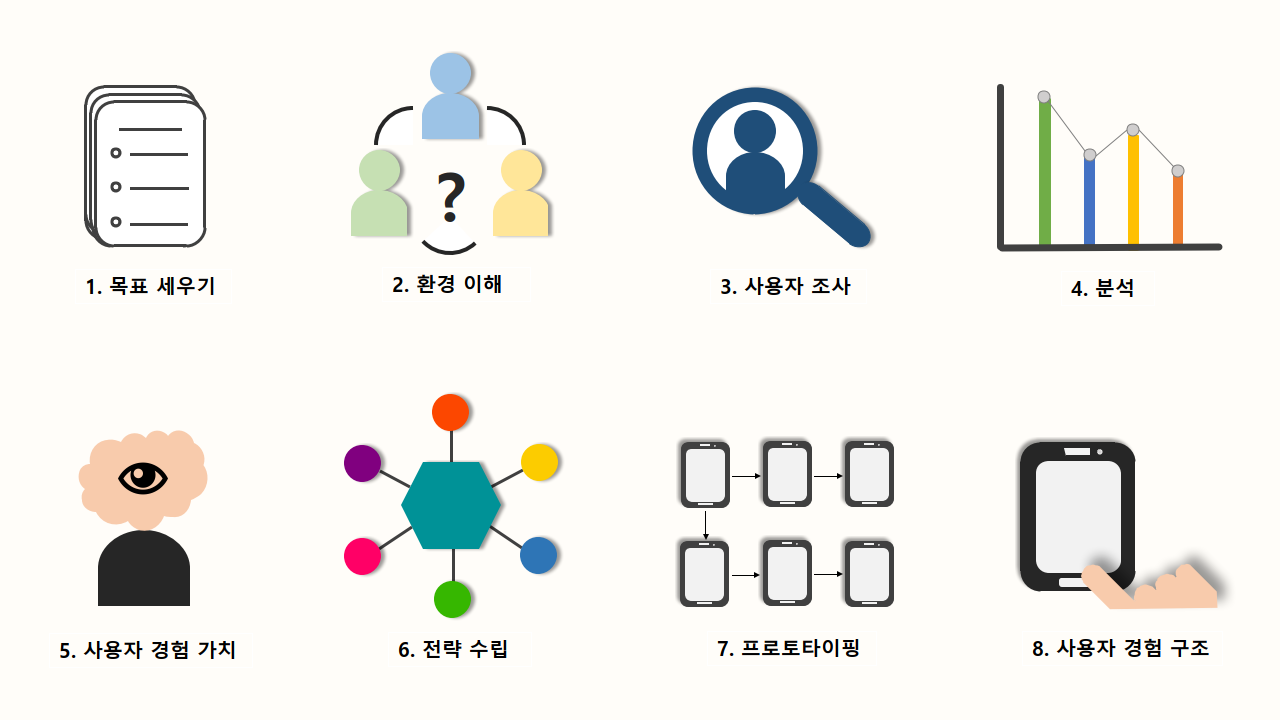 ?
1. 목표 세우기
2. 환경 이해
3. 사용자 조사
4. 분석
5. 사용자 경험 가치
6. 전략 수립
7. 프로토타이핑
8. 사용자 경험 구조